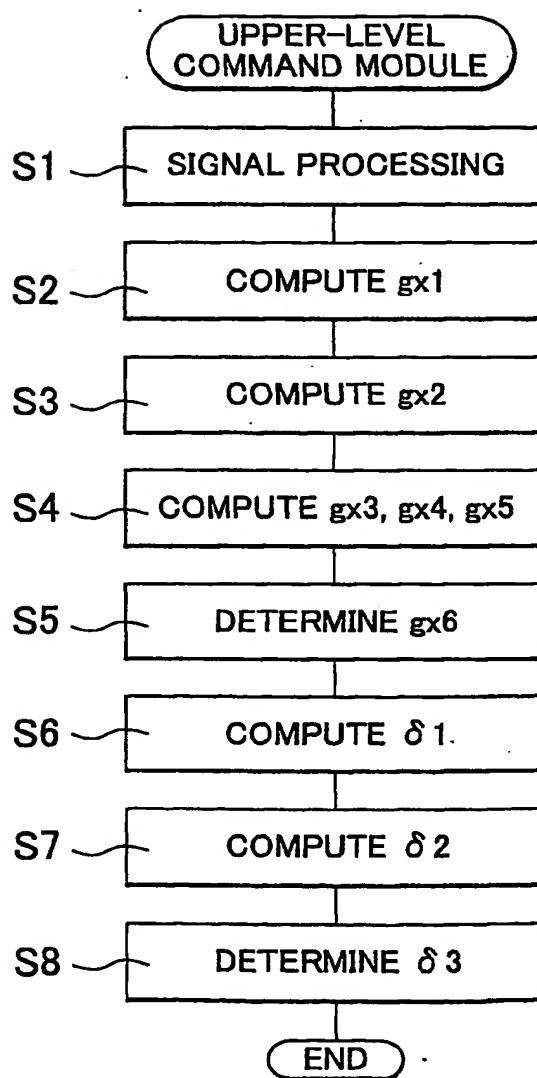 UPPER-LEVEL
COMMAND MODULE
S1 SIGNAL PROCESSING
S2 COMPUTE gx1
S3 COMPUTE gx2
S4 COMPUTE gx3, gx4, gx5
S5 DETERMINE gx6
S6 COMPUTE δ1
S7 COMPUTE δ2
S8 DETERMINE δ3
END